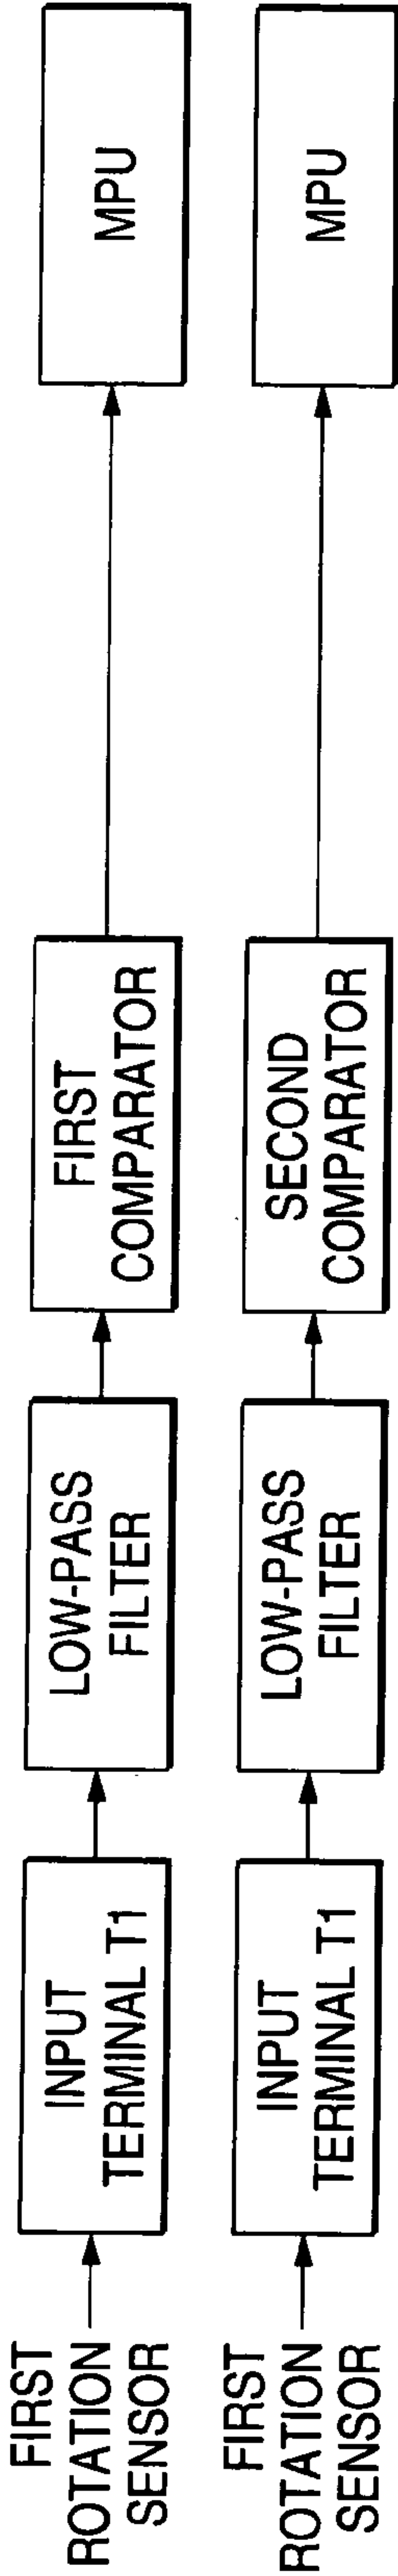 FIRST
ROTATION
SENSOR
INPUT
TERMINAL T1
LOW-PASS
FILTER
FIRST
COMPARATOR
MPU
FIRST
ROTATION
SENSOR
INPUT
TERMINAL T1
LOW-PASS
FILTER
SECOND
COMPARATOR
MPU